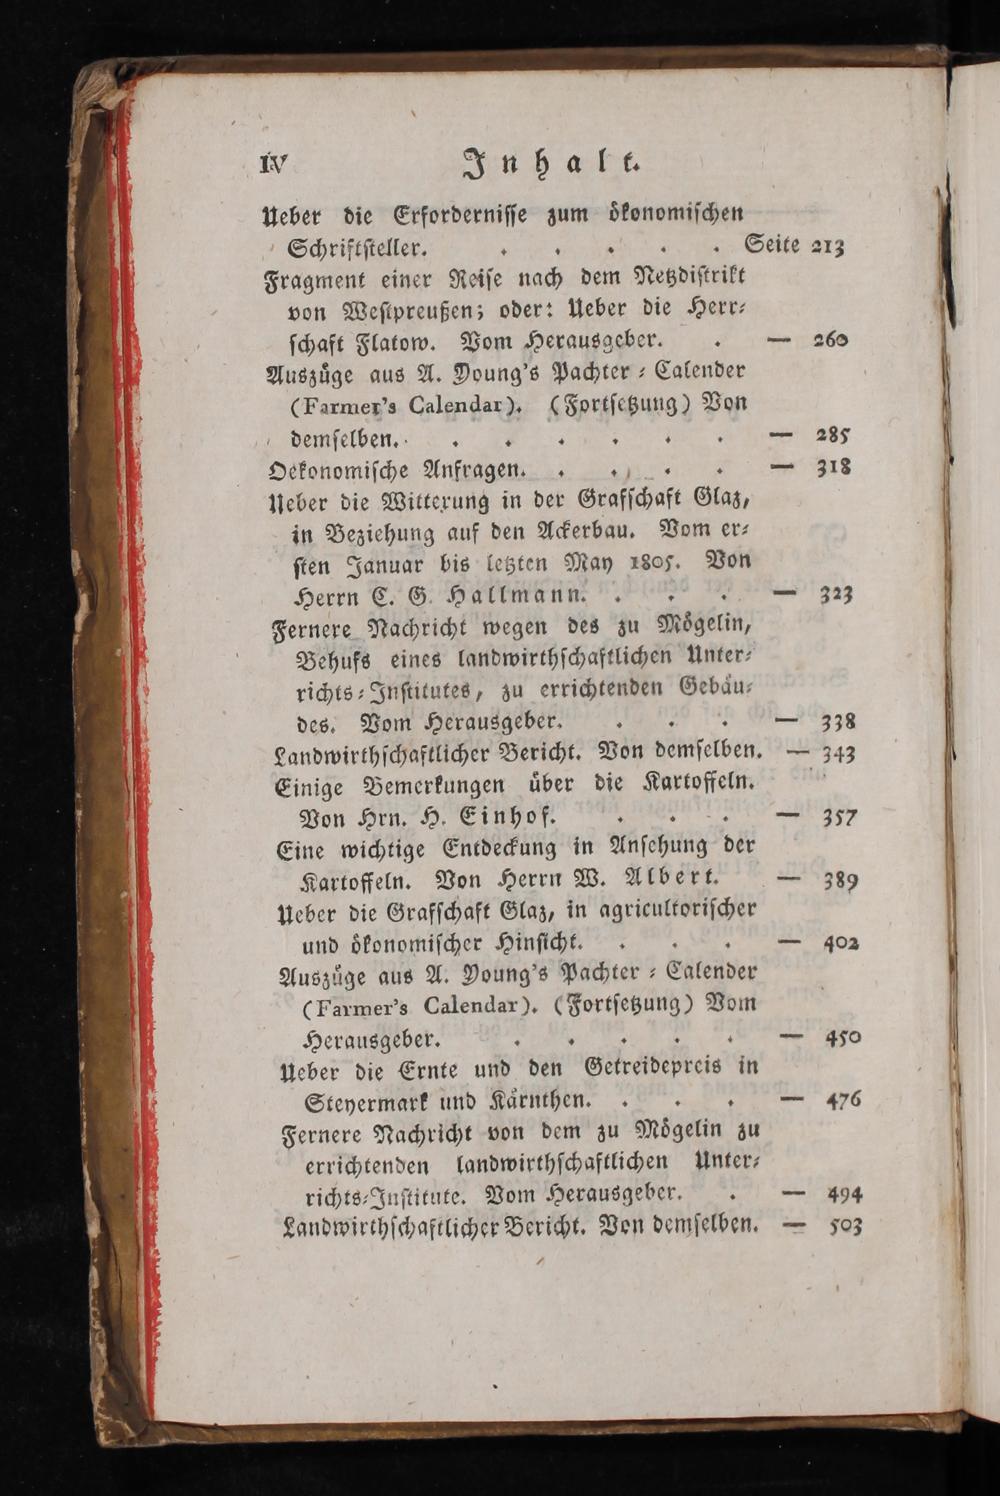 IV Inhalt.
Ueber die Erfordernisse zum ökonomischen
Schriftsteller. . . . . . Seite 213
Fragment einer Reise nach dem Netzdistrikt
von Westpreußen; oder: Ueber die Herr-
schaft Flatow. Vom Herausgeber. . — 260
Auszüge aus A. Young's Pachter-Calender
(Farmer's Calendar). (Fortsetzung) Von
demselben. . . . . . . — 285
Oekonomische Anfragen. . . . . — 318
Ueber die Witterung in der Grafschaft Glaz,
in Beziehung auf den Ackerbau. Vom er-
sten Januar bis letzten May 1805. Von
Herrn C. G. Hallmann. . . . — 323
Fernere Nachricht wegen des zu Mögelin,
Behufs eines landwirthschaftlichen Unter-
richts-Institutes, zu errichtenden Gebäu-
des. Vom Herausgeber. . . . — 338
Landwirthschaftlicher Bericht. Von demselben. — 343
Einige Bemerkungen über die Kartoffeln.
Von Hrn. H. Einhof. . . . — 357
Eine wichtige Entdeckung in Ansehung der
Kartoffeln. Von Herrn W. Albert. — 389
Ueber die Grafschaft Glaz, in agricultorischer
und ökonomischer Hinsicht. . . . — 402
Auszüge aus A. Young's Pachter-Calender
(Farmer's Calendar). (Fortsetzung) Vom
Herausgeber. . . . . . — 450
Ueber die Ernte und den Getreidepreis in
Steyermark und Kärnthen. . . . — 476
Fernere Nachricht von dem zu Mögelin zu
errichtenden landwirthschaftlichen Unter-
richts-Institute. Vom Herausgeber. . — 494
Landwirthschaftlicher Bericht. Von demselben. — 503